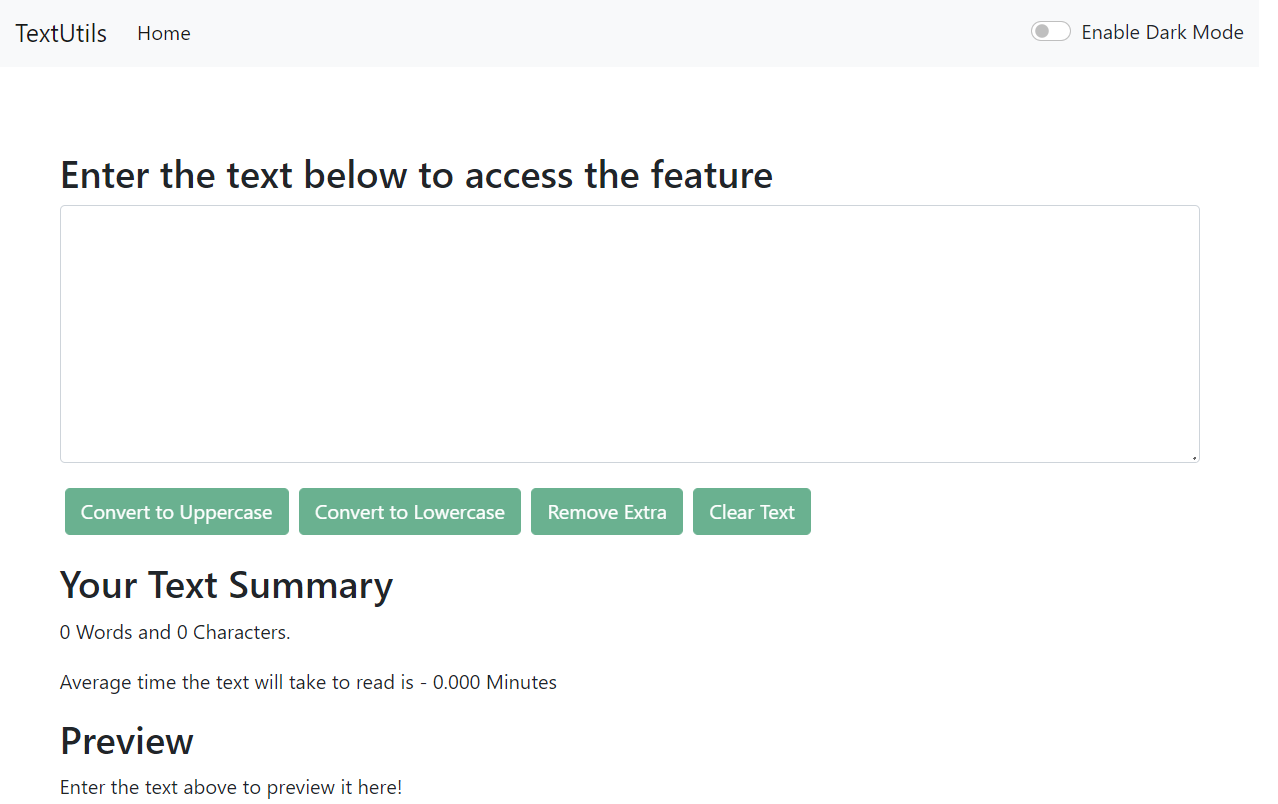 TextUtils Home Enable Dark Mode
Enter the text below to access the feature
Convert to Uppercase Convert to Lowercase Remove Extra Clear Text
Your Text Summary
0 Words and 0 Characters.
Average time the text will take to read is - 0.000 Minutes
Preview
Enter the text above to preview it here!